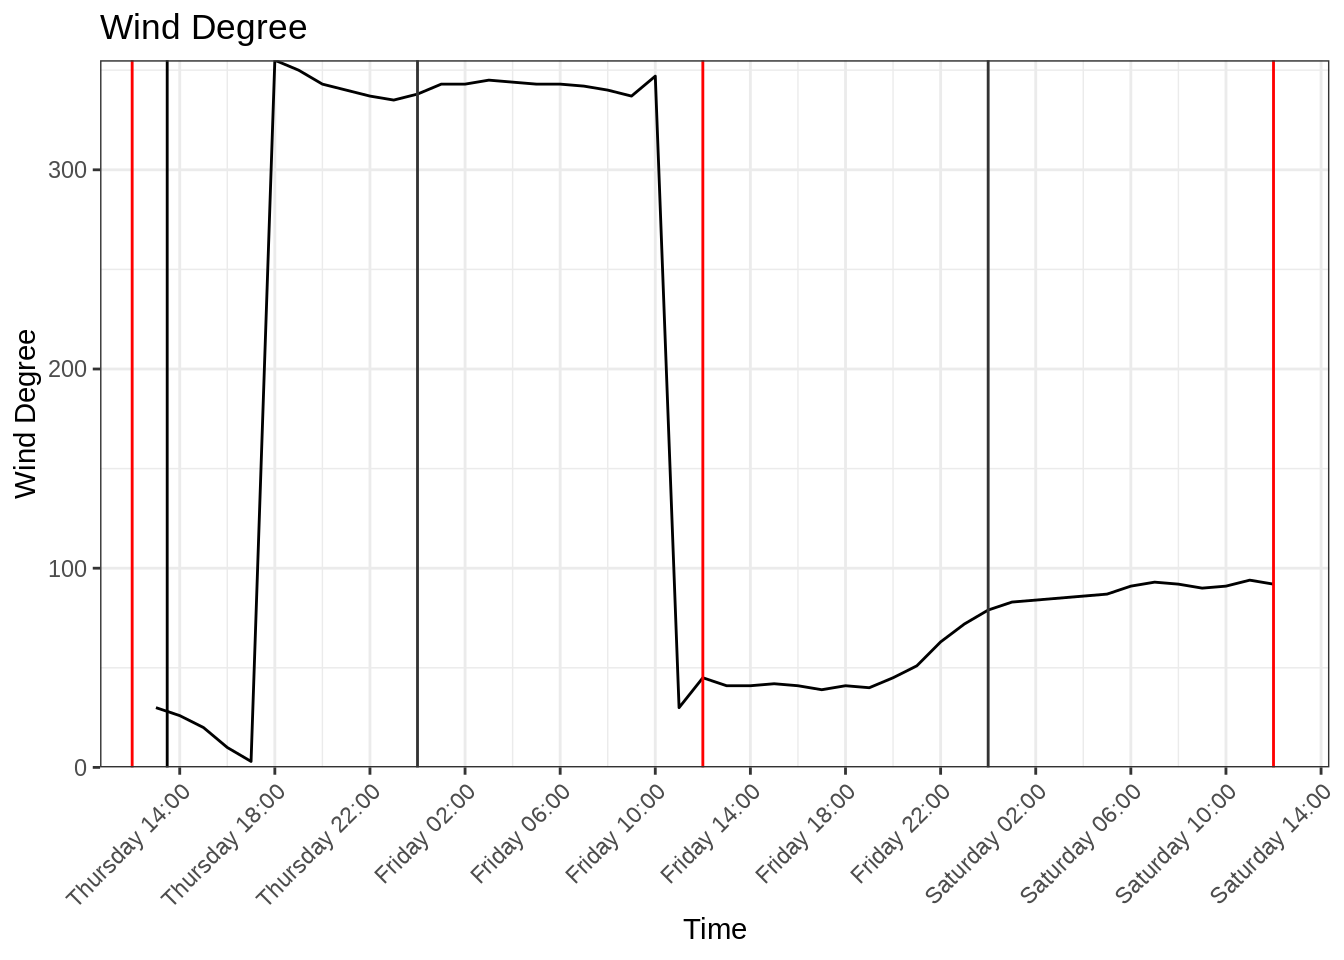 Wind Degree
Wind Degree
300
200
100
0
Thursday 14:00
Thursday 18:00
Thursday 22:00
Friday 02:00
Friday 06:00
Friday 10:00
Friday 14:00
Friday 18:00
Friday 22:00
Saturday 02:00
Saturday 06:00
Saturday 10:00
Saturday 14:00
Time